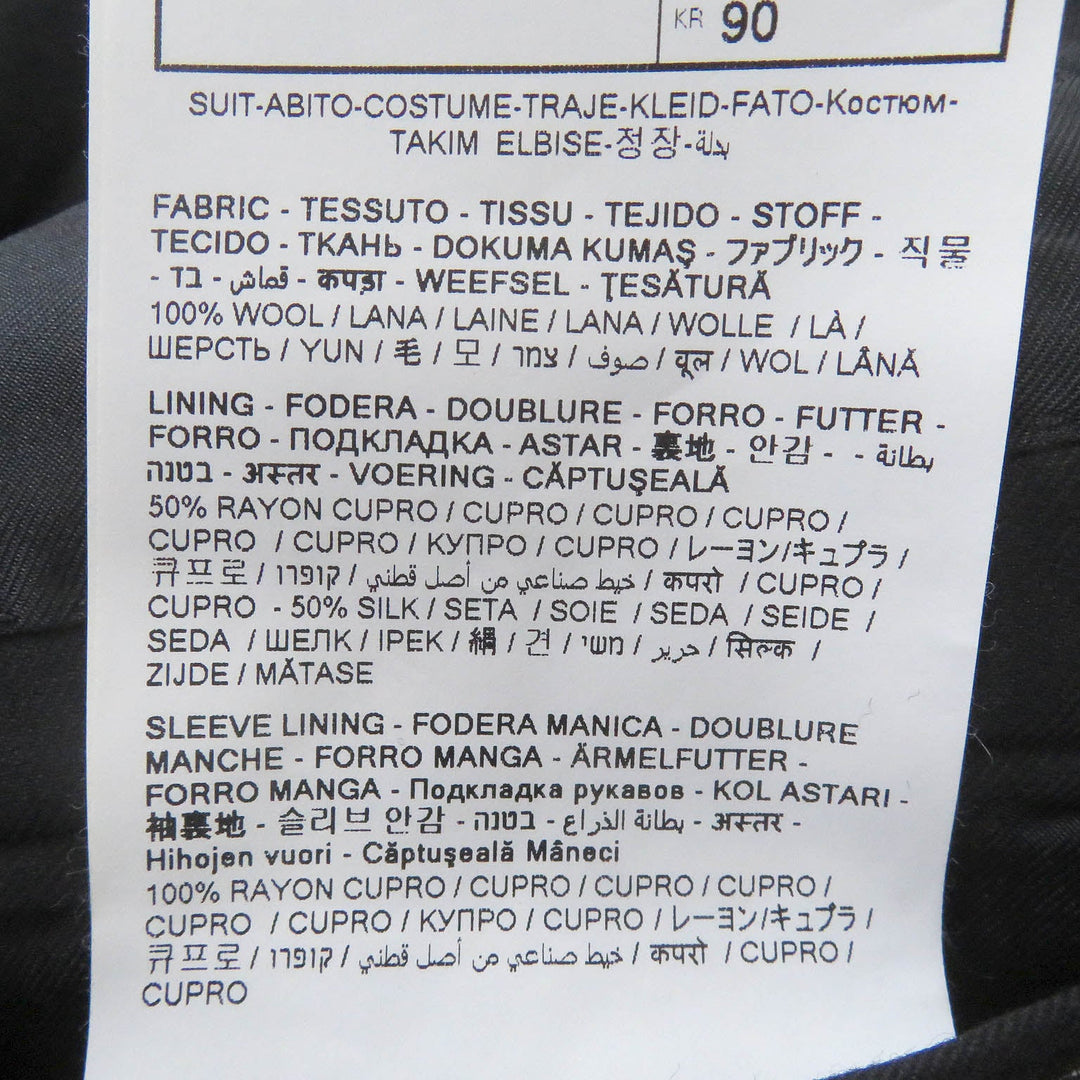 KR 90
SUIT-ABITO-COSTUME-TRAJE-KLEID-FATO-Костюм-
TAKIM ELBISE-정장-بدلة
FABRIC - TESSUTO - TISSU - TEJIDO - STOFF -
TECIDO - ТКАНЬ - DOKUMA KUMAŞ - ファブリック - 직물
- בד - قماش - कपड़ा - WEEFSEL - ŢESĂTURĂ
100% WOOL / LANA / LAINE / LANA / WOLLE / LÀ /
ШЕРСТЬ / YUN / 毛 / 모 / צמר / صوف / वूल / WOL / LÂNĂ
LINING - FODERA - DOUBLURE - FORRO - FUTTER -
FORRO - ПОДКЛАДКА - ASTAR - 裏地 - 안감 - - بطانة
בטנה - अस्तर - VOERING - CĂPTUŞEALĂ
50% RAYON CUPRO / CUPRO / CUPRO / CUPRO /
CUPRO / CUPRO / КУПРО / CUPRO / レーヨン/キュプラ /
큐프로 / קופרו / خيط صناعي من أصل قطني / कपरो / CUPRO /
CUPRO - 50% SILK / SETA / SOIE / SEDA / SEIDE /
SEDA / ШЕЛК / IPEK / 絹 / 견 / משי / حرير / सिल्क /
ZIJDE / MĂTASE
SLEEVE LINING - FODERA MANICA - DOUBLURE
MANCHE - FORRO MANGA - ÄRMELFUTTER -
FORRO MANGA - Подкладка рукавов - KOL ASTARI -
袖裏地 - 슬리브 안감 - בטנה - بطانة الذراع - अस्तर -
Hihojen vuori - Căptuşeală Mâneci
100% RAYON CUPRO / CUPRO / CUPRO / CUPRO /
CUPRO / CUPRO / КУПРО / CUPRO / レーヨン/キュプラ /
큐프로 / קופרו / خيط صناعي من أصل قطني / कपरो / CUPRO /
CUPRO